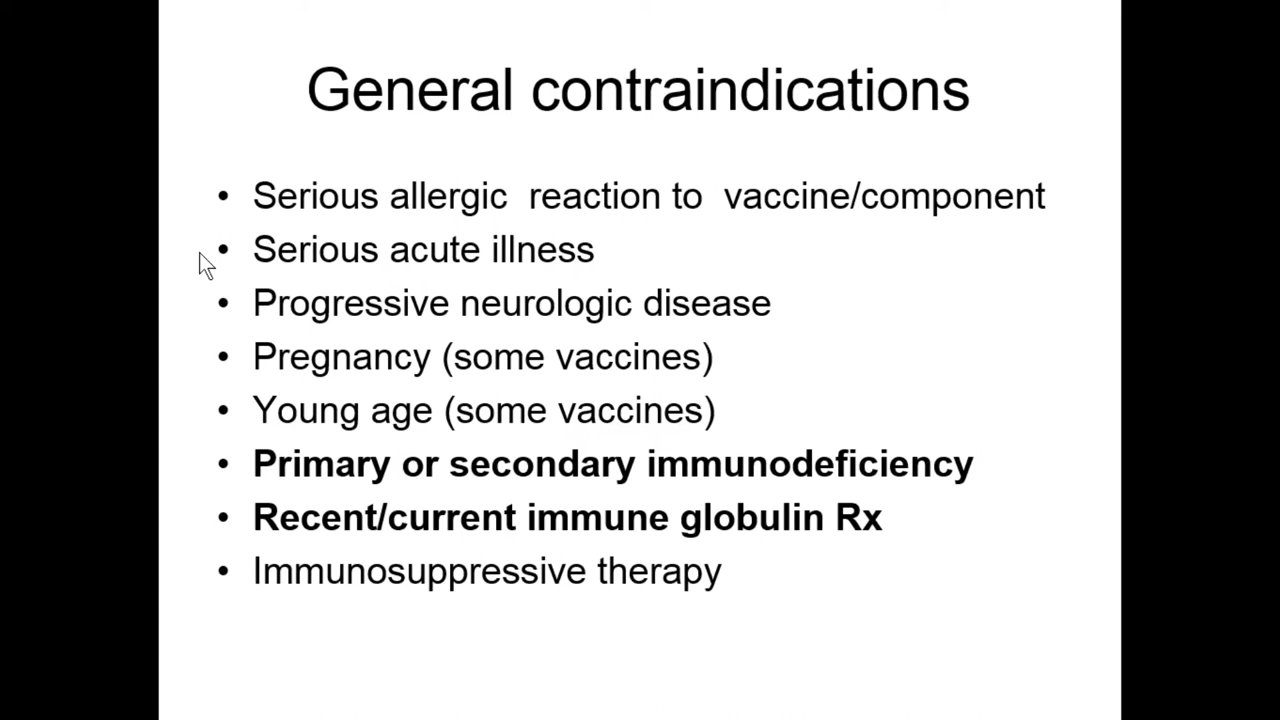 General contraindications
• Serious allergic reaction to vaccine/component
• Serious acute illness
• Progressive neurologic disease
• Pregnancy (some vaccines)
• Young age (some vaccines)
• Primary or secondary immunodeficiency
• Recent/current immune globulin Rx
• Immunosuppressive therapy